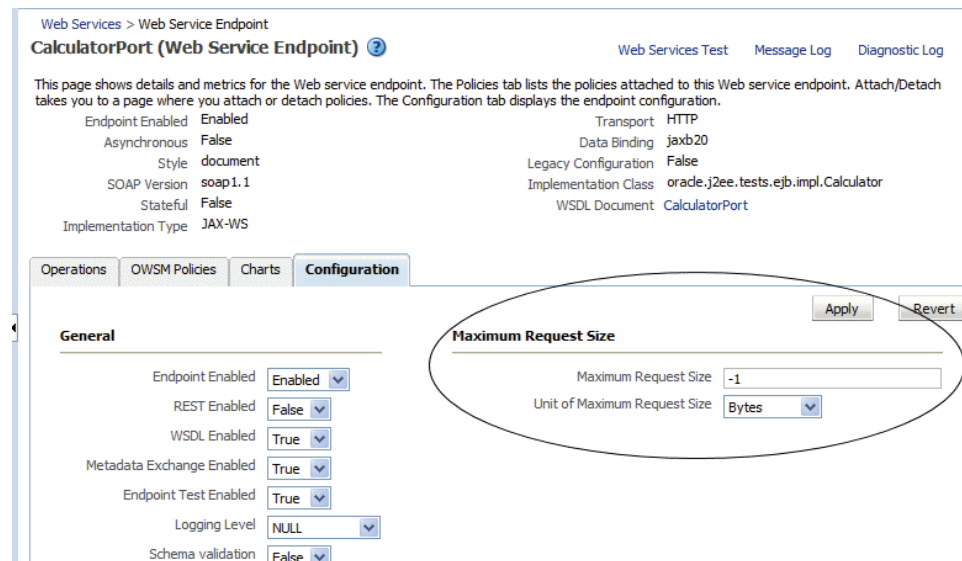 Web Services > Web Service Endpoint
CalculatorPort (Web Service Endpoint) ?
Web Services Test Message Log Diagnostic Log
This page shows details and metrics for the Web service endpoint. The Policies tab lists the policies attached to this Web service endpoint. Attach/Detach
takes you to a page where you attach or detach policies. The Configuration tab displays the endpoint configuration.
Endpoint Enabled Enabled
Asynchronous False
Style document
SOAP Version soap1.1
Stateful False
Implementation Type JAX-WS
Transport HTTP
Data Binding jaxb20
Legacy Configuration False
Implementation Class oracle.j2ee.tests.ejb.impl.Calculator
WSDL Document CalculatorPort
Operations OWSM Policies Charts Configuration
Apply Revert
General
Endpoint Enabled Enabled
REST Enabled False
WSDL Enabled True
Metadata Exchange Enabled True
Endpoint Test Enabled True
Logging Level NULL
Schema validation False
Maximum Request Size
Maximum Request Size -1
Unit of Maximum Request Size Bytes